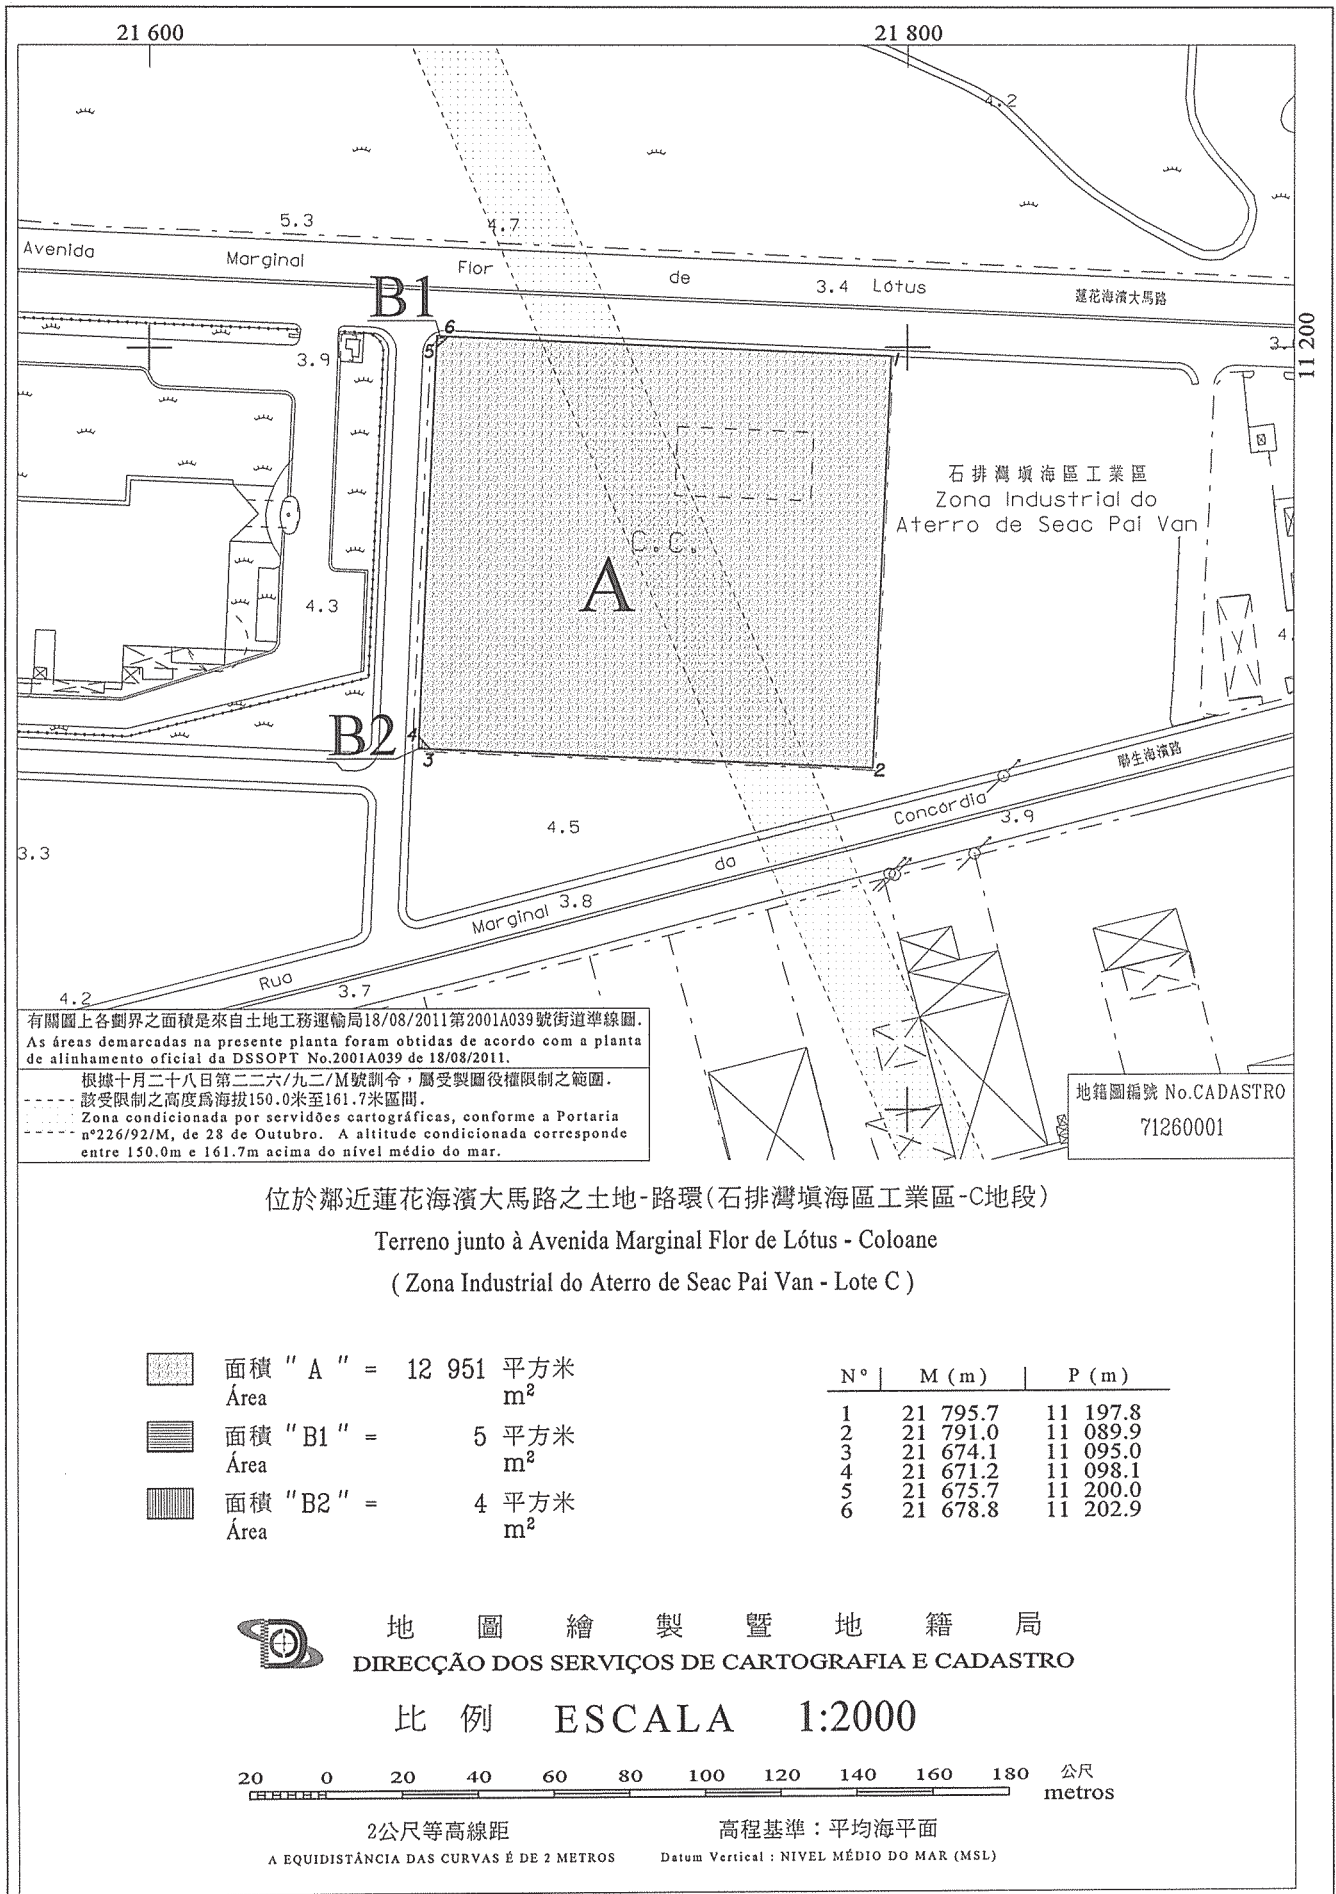 21 600
21 800
4.2
5.3
4.7
Avenida Marginal Flor de Lótus
3.4
蓮花海濱大馬路
B1
6
5
1
3.9
11 200
石排灣填海區工業區
Zona Industrial do
Aterro de Seac Pai Van
C.C.
A
4.3
B2
4
3
2
聯生海濱路
4.5
3.3
Rua Marginal da Concórdia
3.9
3.8
3.7
4.2
有關圖上各劃界之面積是來自土地工務運輸局18/08/2011第2001A039號街道準線圖.
As áreas demarcadas na presente planta foram obtidas de acordo com a planta
de alinhamento oficial da DSSOPT No.2001A039 de 18/08/2011.
根據十月二十八日第二二六/九二/M號訓令，屬受製圖役權限制之範圍.
該受限制之高度爲海拔150.0米至161.7米區間.
Zona condicionada por servidões cartográficas, conforme a Portaria
nº226/92/M, de 28 de Outubro. A altitude condicionada corresponde
entre 150.0m e 161.7m acima do nível médio do mar.
地籍圖編號 No.CADASTRO
71260001
位於鄰近蓮花海濱大馬路之土地-路環(石排灣填海區工業區-C地段)
Terreno junto à Avenida Marginal Flor de Lótus - Coloane
( Zona Industrial do Aterro de Seac Pai Van - Lote C )
面積 "A" = 12 951 平方米
Área m²
面積 "B1" = 5 平方米
Área m²
面積 "B2" = 4 平方米
Área m²
Nº M (m) P (m)
1 21 795.7 11 197.8
2 21 791.0 11 089.9
3 21 674.1 11 095.0
4 21 671.2 11 098.1
5 21 675.7 11 200.0
6 21 678.8 11 202.9
地圖繪製暨地籍局
DIRECÇÃO DOS SERVIÇOS DE CARTOGRAFIA E CADASTRO
比例 ESCALA 1:2000
20 0 20 40 60 80 100 120 140 160 180 公尺
metros
2公尺等高線距 高程基準：平均海平面
A EQUIDISTÂNCIA DAS CURVAS É DE 2 METROS Datum Vertical : NIVEL MÉDIO DO MAR (MSL)